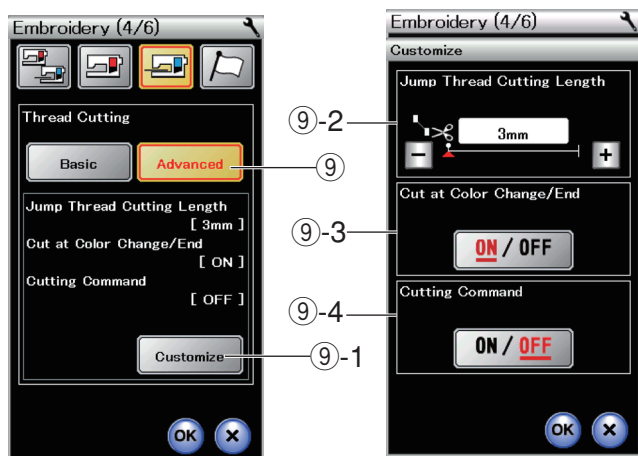 Embroidery (4/6)
Thread Cutting
Basic
Advanced
Jump Thread Cutting Length
[ 3mm ]
Cut at Color Change/End
[ ON ]
Cutting Command
[ OFF ]
Customize
OK
⑨-2
⑨
⑨-3
⑨-4
⑨-1
Embroidery (4/6)
Customize
Jump Thread Cutting Length
3mm
- +
Cut at Color Change/End
ON / OFF
Cutting Command
ON / OFF
OK